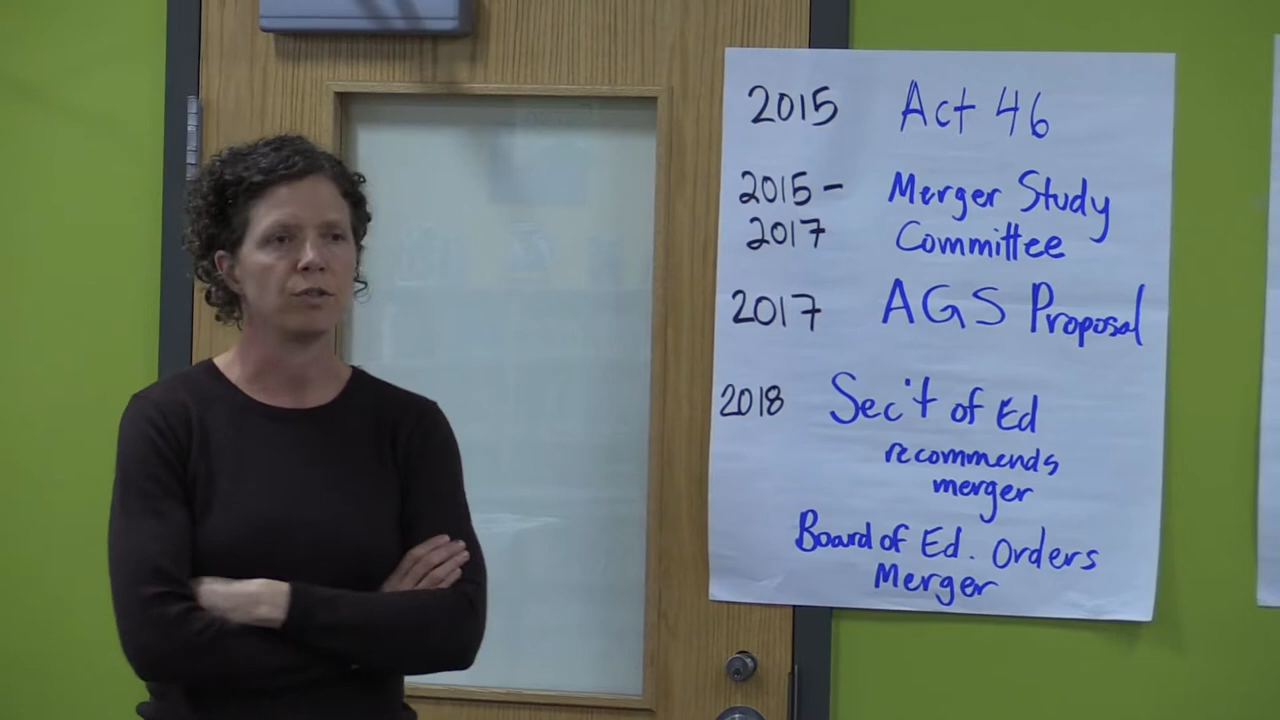 2015 Act 46
2015 - Merger Study
2017 Committee
2017 AGS Proposal
2018 Sec't of Ed
recommends
merger
Board of Ed. Orders
Merger